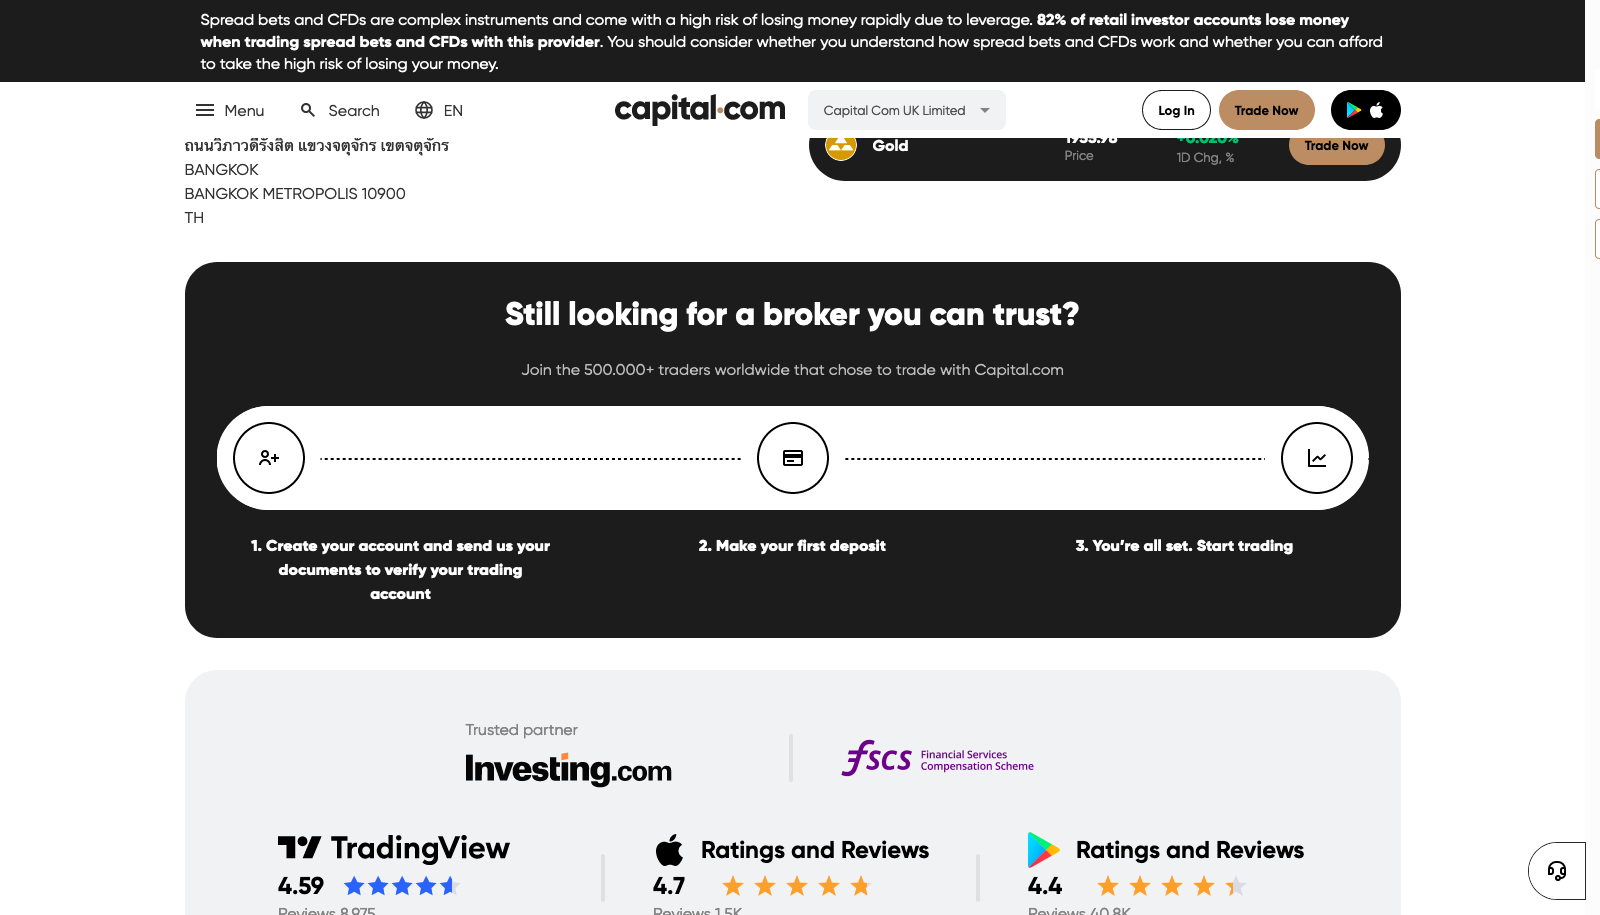 Spread bets and CFDs are complex instruments and come with a high risk of losing money rapidly due to leverage. 82% of retail investor accounts lose money
when trading spread bets and CFDs with this provider. You should consider whether you understand how spread bets and CFDs work and whether you can afford
to take the high risk of losing your money.
Menu
Search
EN
capital.com
Capital Com UK Limited
Log In
Trade Now
ถนนวิภาวดีรังสิต แขวงจตุจักร เขตจตุจักร
BANGKOK
BANGKOK METROPOLIS 10900
TH
Gold
Price
+0.020%
1D Chg, %
Trade Now
Still looking for a broker you can trust?
Join the 500.000+ traders worldwide that chose to trade with Capital.com
1. Create your account and send us your
documents to verify your trading
account
2. Make your first deposit
3. You're all set. Start trading
Trusted partner
Investing.com
fscs Financial Services
Compensation Scheme
TradingView
4.59
Reviews 8,975
Ratings and Reviews
4.7
Reviews 1.5K
Ratings and Reviews
4.4
Reviews 40.8K